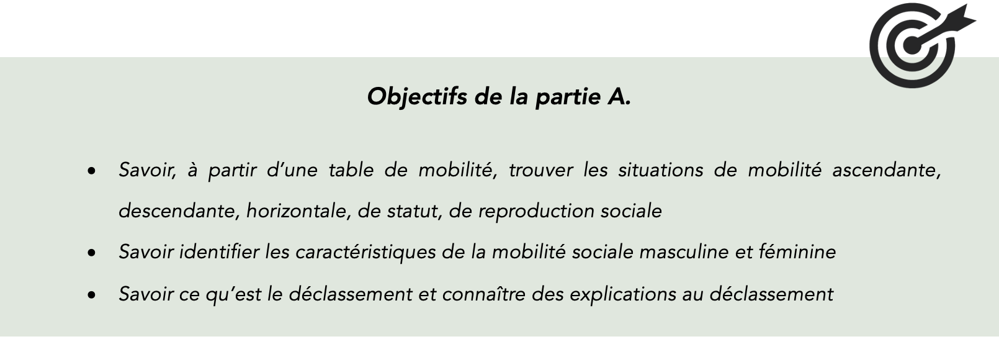 Objectifs de la partie A.
• Savoir, à partir d’une table de mobilité, trouver les situations de mobilité ascendante,
descendante, horizontale, de statut, de reproduction sociale
• Savoir identifier les caractéristiques de la mobilité sociale masculine et féminine
• Savoir ce qu’est le déclassement et connaître des explications au déclassement